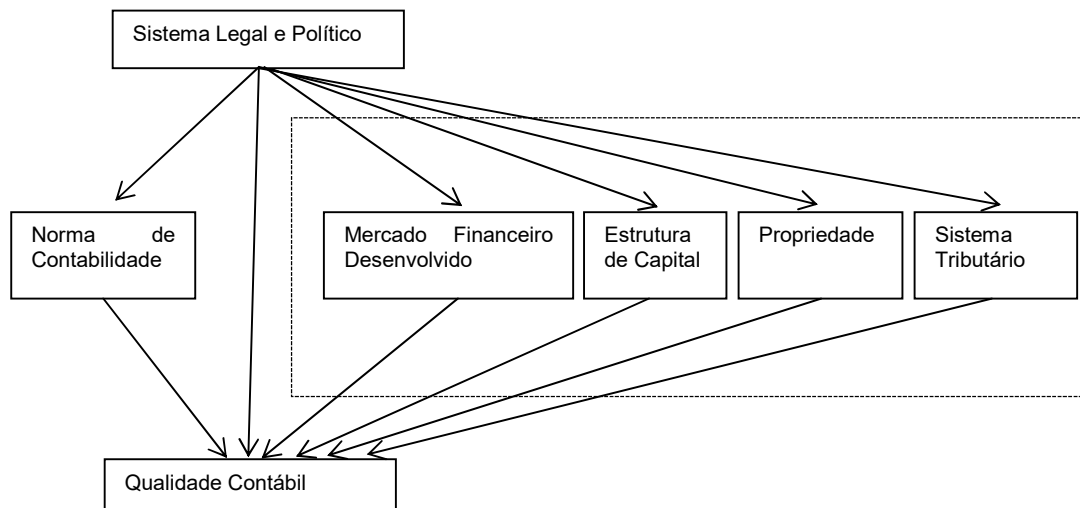 Sistema Legal e Político
Norma de
Contabilidade
Mercado Financeiro
Desenvolvido
Estrutura
de Capital
Propriedade
Sistema
Tributário
Qualidade Contábil